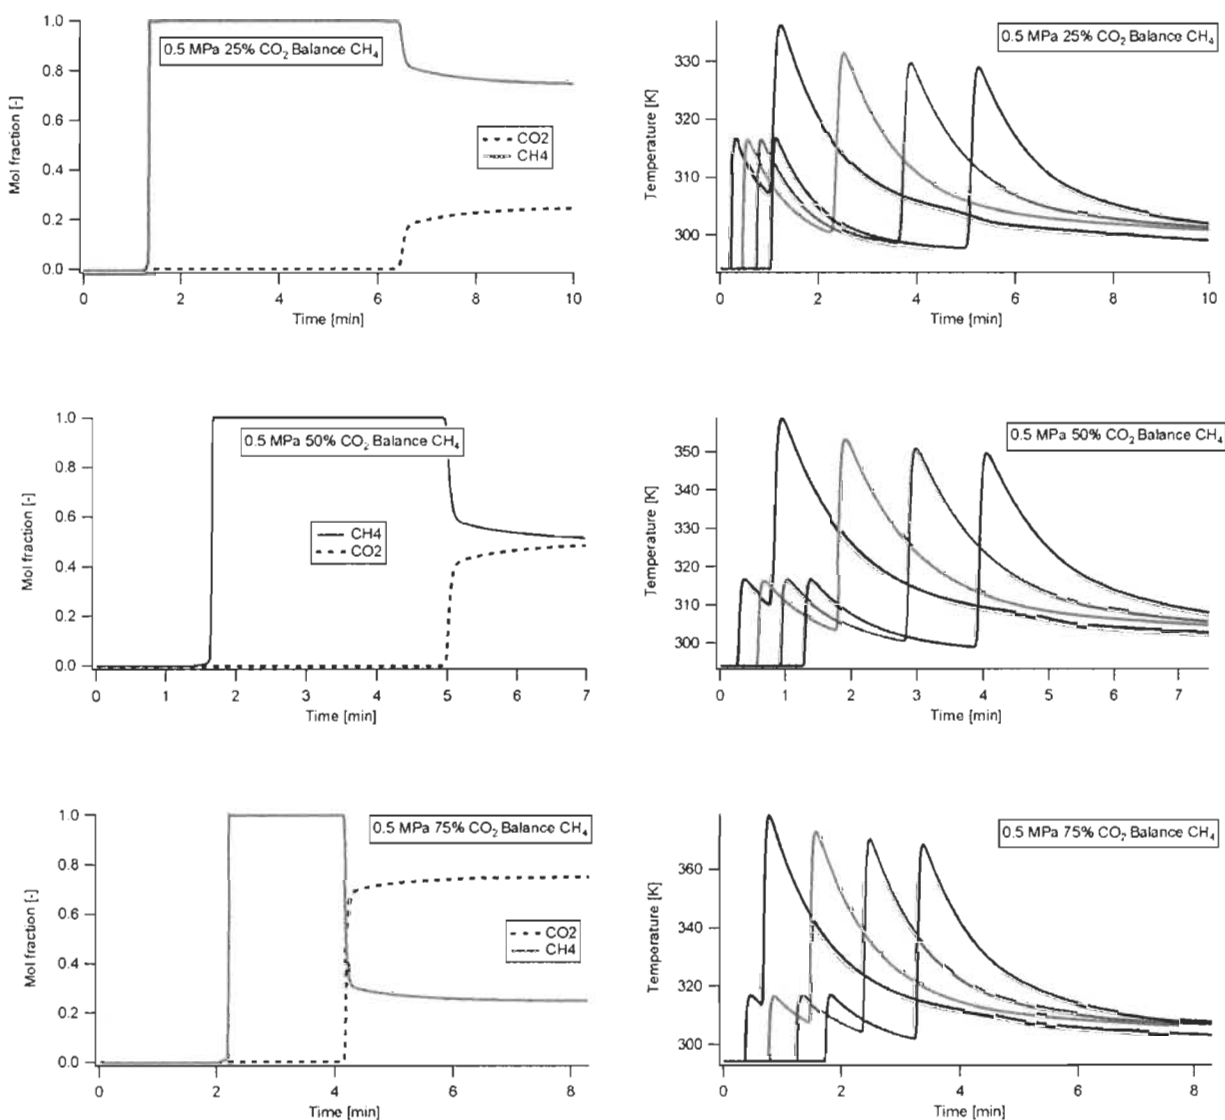 1.0
0.8
0.6
0.4
0.2
0.0
Mol fraction [-]
0.5 MPa 25% CO₂ Balance CH₄
CO2
CH4
0
2
4
6
8
10
Time [min]
330
320
310
300
Temperature [K]
0.5 MPa 25% CO₂ Balance CH₄
0
2
4
6
8
10
Time [min]
1.0
0.8
0.6
0.4
0.2
0.0
Mol fraction [-]
0.5 MPa 50% CO₂ Balance CH₄
CH4
CO2
0
1
2
3
4
5
6
7
Time [min]
350
340
330
320
310
300
Temperature [K]
0.5 MPa 50% CO₂ Balance CH₄
0
1
2
3
4
5
6
7
Time [min]
1.0
0.8
0.6
0.4
0.2
0.0
Mol fraction [-]
0.5 MPa 75% CO₂ Balance CH₄
CO2
CH4
0
2
4
6
8
Time [min]
360
340
320
300
Temperature [K]
0.5 MPa 75% CO₂ Balance CH₄
0
2
4
6
8
Time [min]